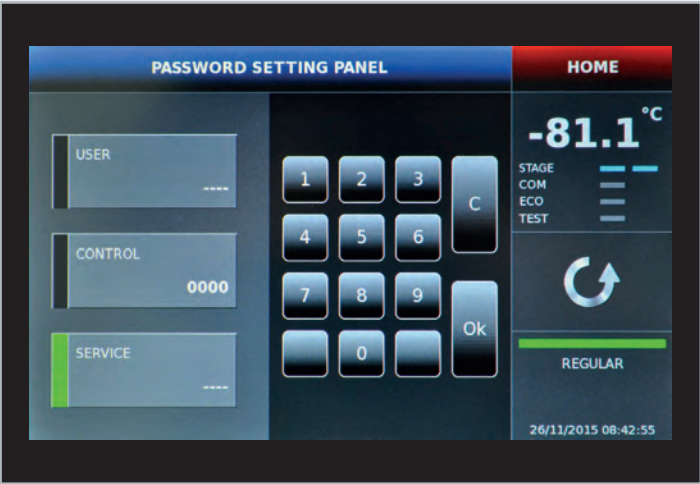 PASSWORD SETTING PANEL
HOME
USER
----
CONTROL
0000
SERVICE
----
1 2 3 C
4 5 6
7 8 9 Ok
0
-81.1 °C
STAGE
COM
ECO
TEST
REGULAR
26/11/2015 08:42:55